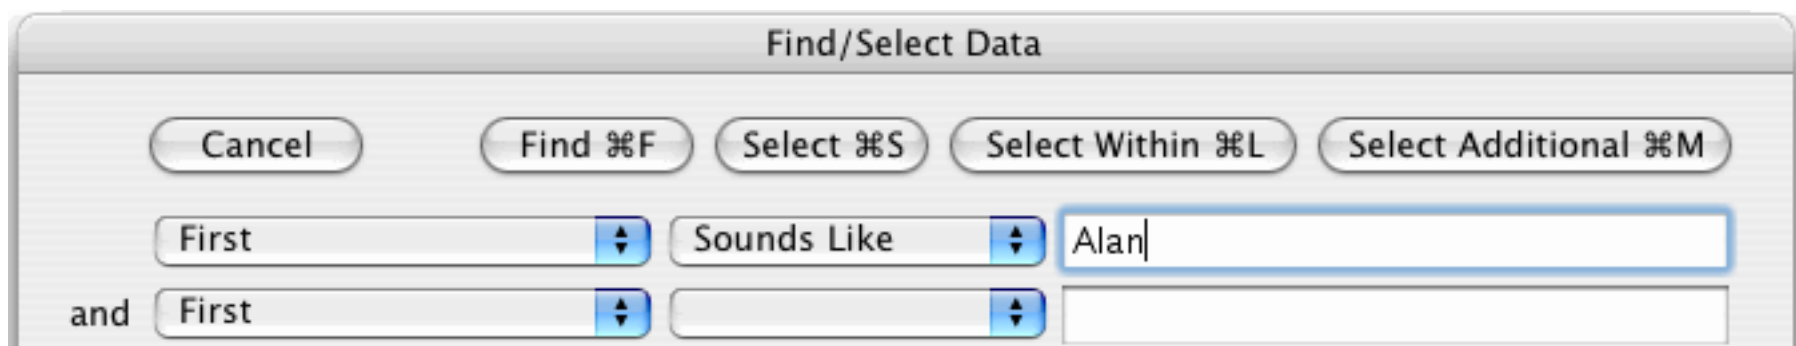 Find/Select Data
Cancel Find ⌘F Select ⌘S Select Within ⌘L Select Additional ⌘M
First Sounds Like Alan
and First